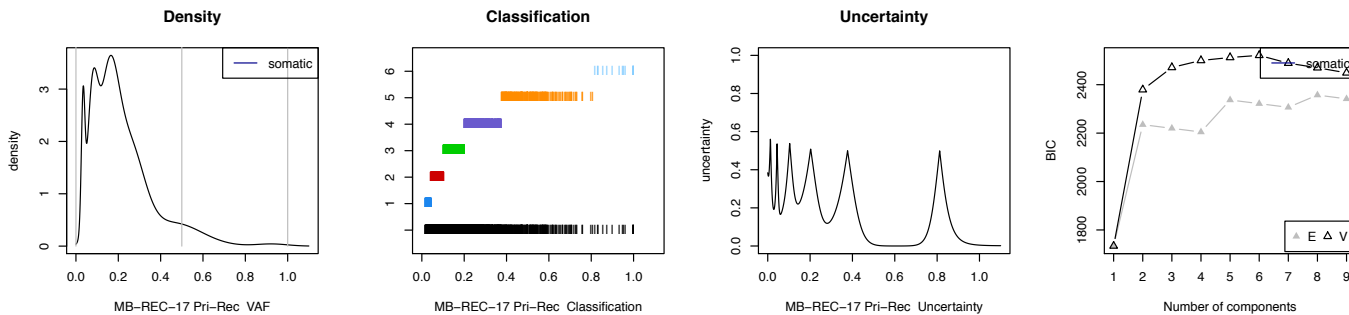 Density
density
0 1 2 3
0.0 0.2 0.4 0.6 0.8 1.0
somatic
MB−REC−17 Pri−Rec VAF
Classification
1 2 3 4 5 6
0.0 0.2 0.4 0.6 0.8 1.0
MB−REC−17 Pri−Rec Classification
Uncertainty
uncertainty
0.0 0.2 0.4 0.6 0.8 1.0
0.0 0.2 0.4 0.6 0.8 1.0
MB−REC−17 Pri−Rec Uncertainty
BIC
1800 2000 2200 2400
1 2 3 4 5 6 7 8 9
somatic
E V
Number of components